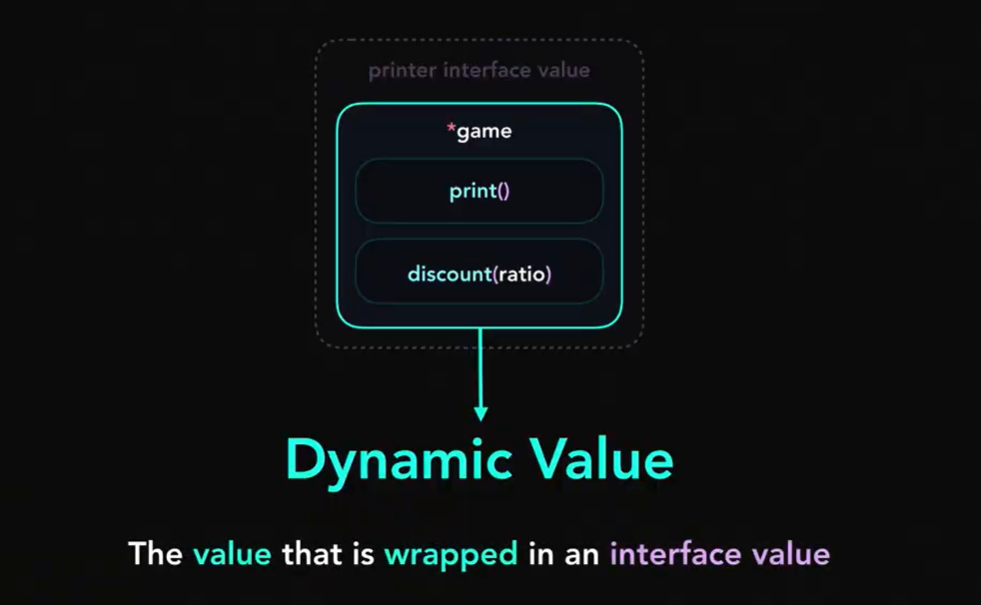 printer interface value
*game
print()
discount(ratio)
Dynamic Value
The value that is wrapped in an interface value